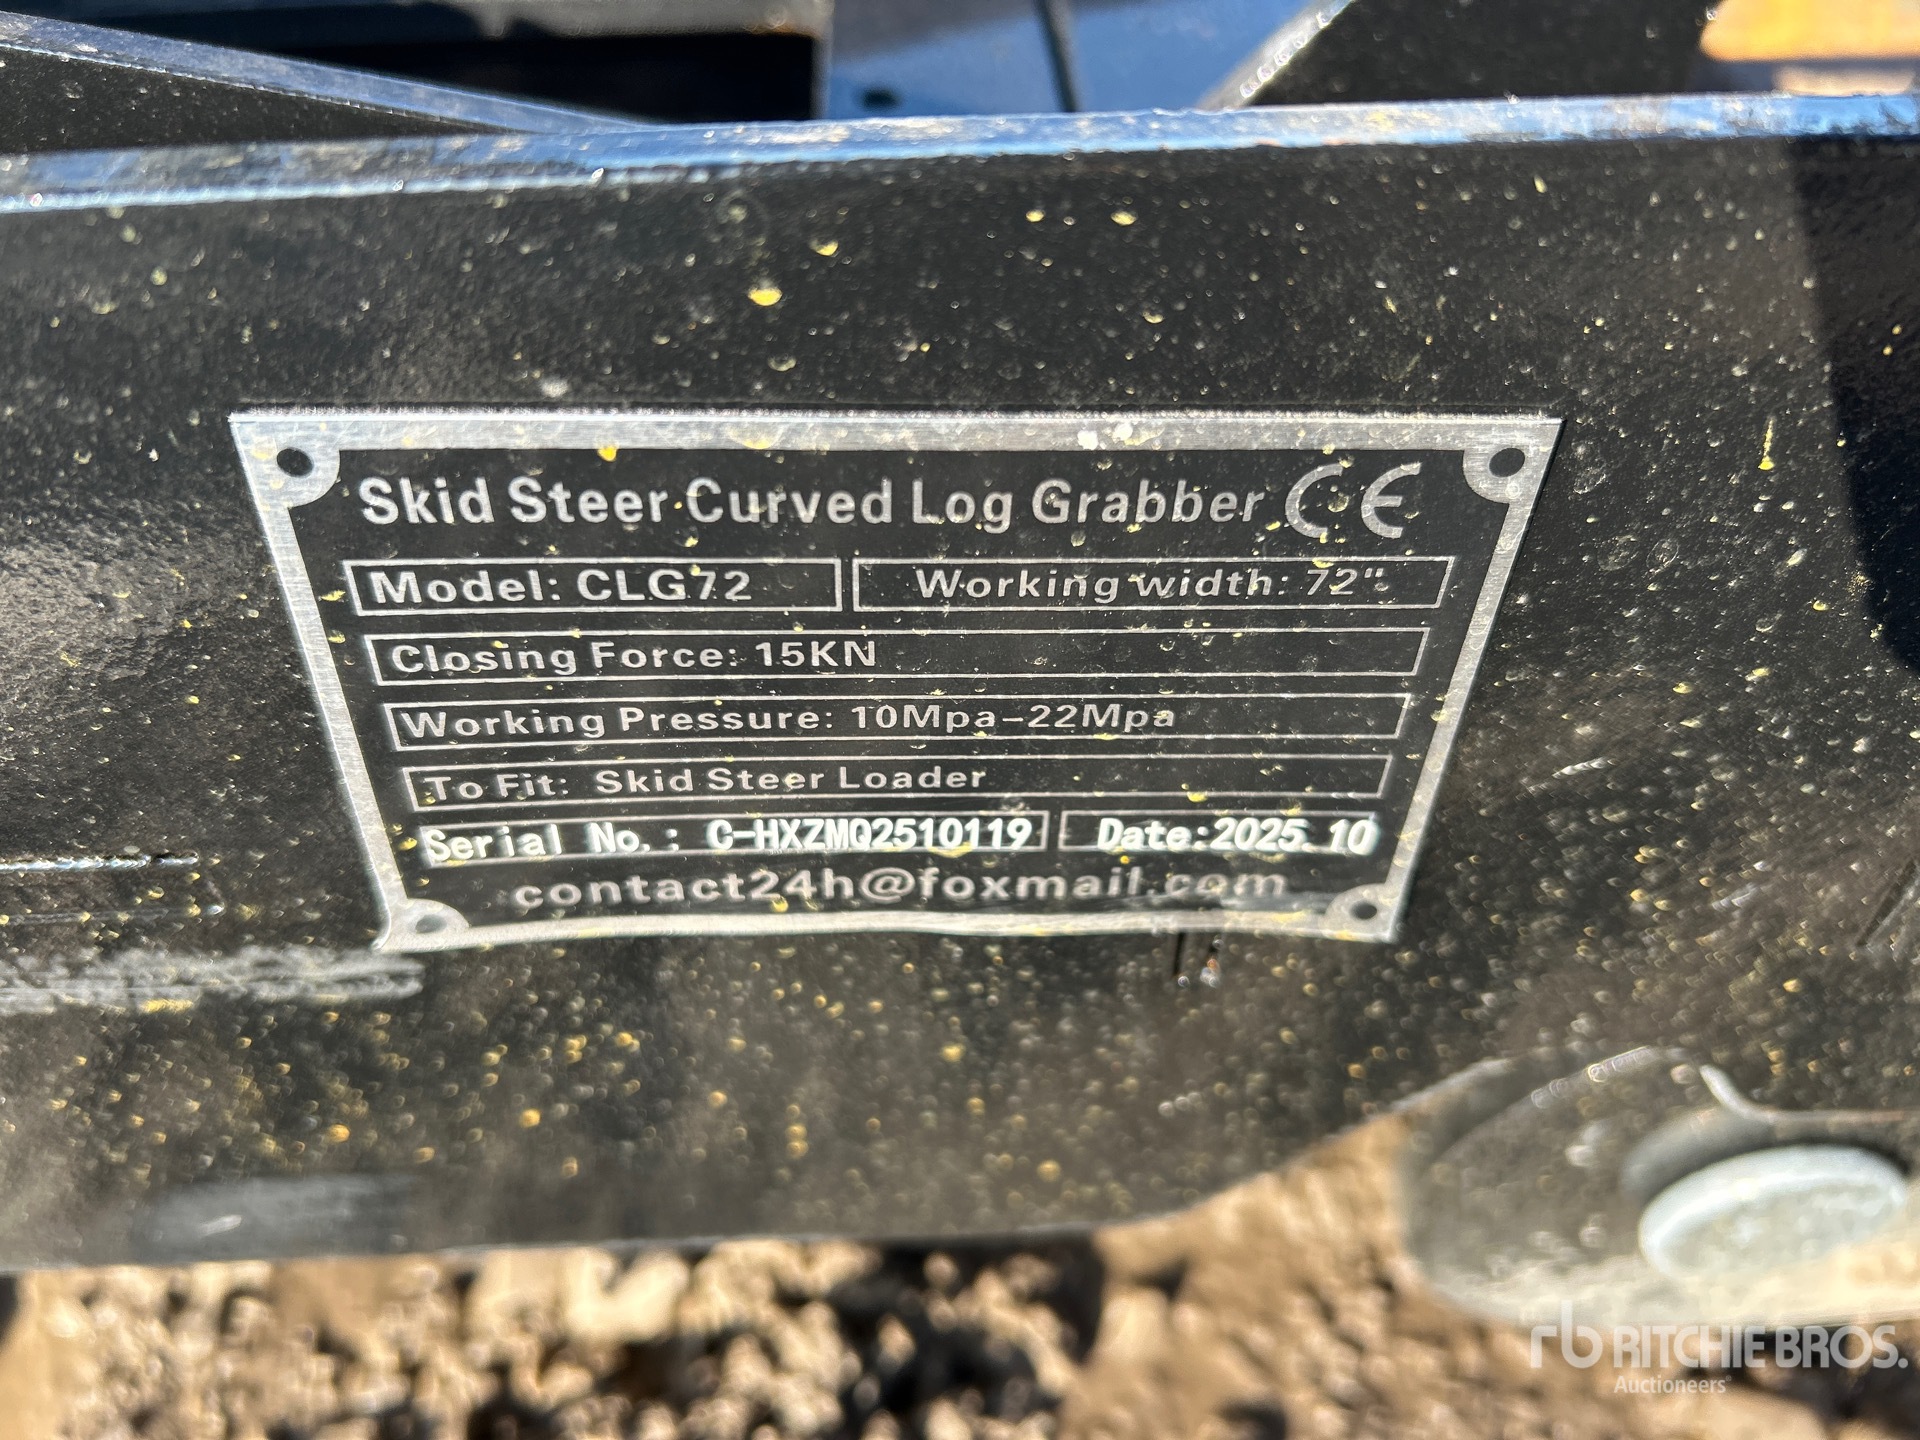 Skid Steer Curved Log Grabber CE
Model: CLG72
Working width: 72"
Closing Force: 15KN
Working Pressure: 10Mpa-22Mpa
To Fit: Skid Steer Loader
Serial No.: C-HXZMQ2510119
Date:2025.10
contact24h@foxmail.com
rb RITCHIE BROS.
Auctioneers